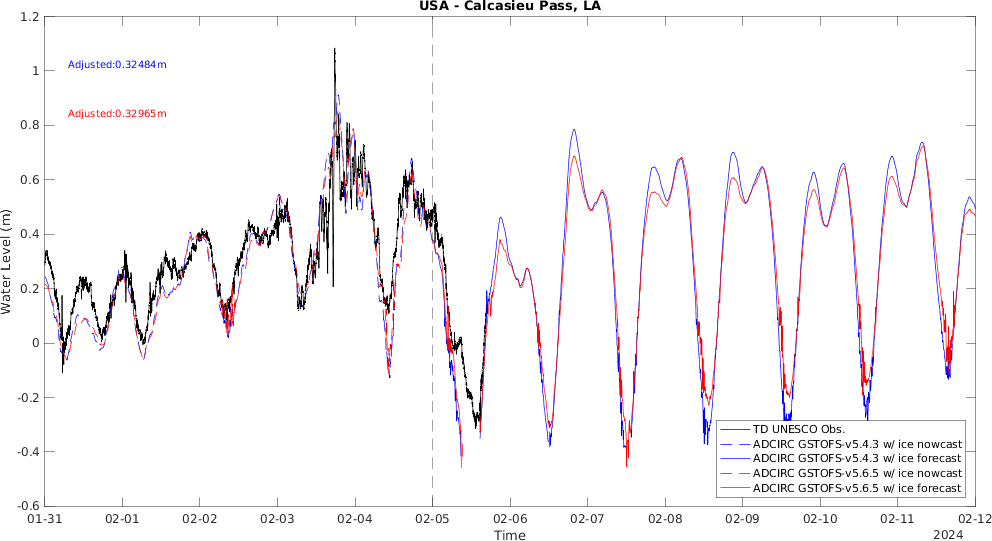 USA - Calcasieu Pass, LA
1.2
1
0.8
0.6
0.4
0.2
0
-0.2
-0.4
-0.6
Water Level (m)
Adjusted:0.32484m
Adjusted:0.32965m
TD UNESCO Obs.
ADCIRC GSTOFS-v5.4.3 w/ ice nowcast
ADCIRC GSTOFS-v5.4.3 w/ ice forecast
ADCIRC GSTOFS-v5.6.5 w/ ice nowcast
ADCIRC GSTOFS-v5.6.5 w/ ice forecast
01-31 02-01 02-02 02-03 02-04 02-05 02-06 02-07 02-08 02-09 02-10 02-11 02-12
Time
2024